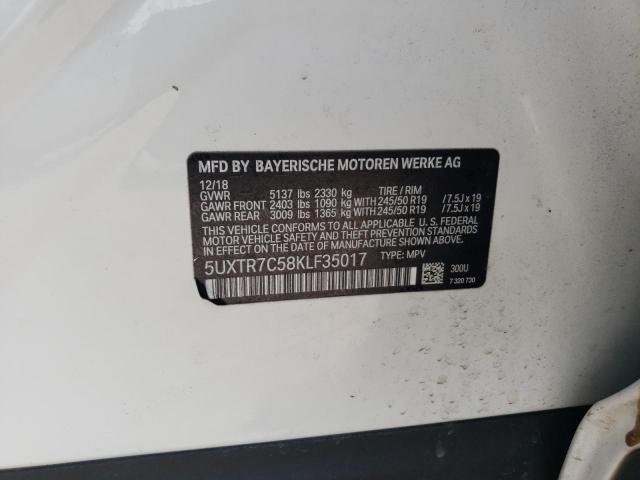 MFD BY BAYERISCHE MOTOREN WERKE AG
12/18
GVWR 5137 lbs 2330 kg TIRE / RIM
GAWR FRONT 2403 lbs 1090 kg WITH 245/50 R19 /7.5J x 19
GAWR REAR 3009 lbs 1365 kg WITH 245/50 R19 /7.5J x 19
THIS VEHICLE CONFORMS TO ALL APPLICABLE U. S. FEDERAL
MOTOR VEHICLE SAFETY STANDARDS IN EFFECT ON THE
DATE OF MANUFACTURE SHOWN ABOVE.
5UXTR7C58KLF35017 TYPE: MPV
300U
7 320 730